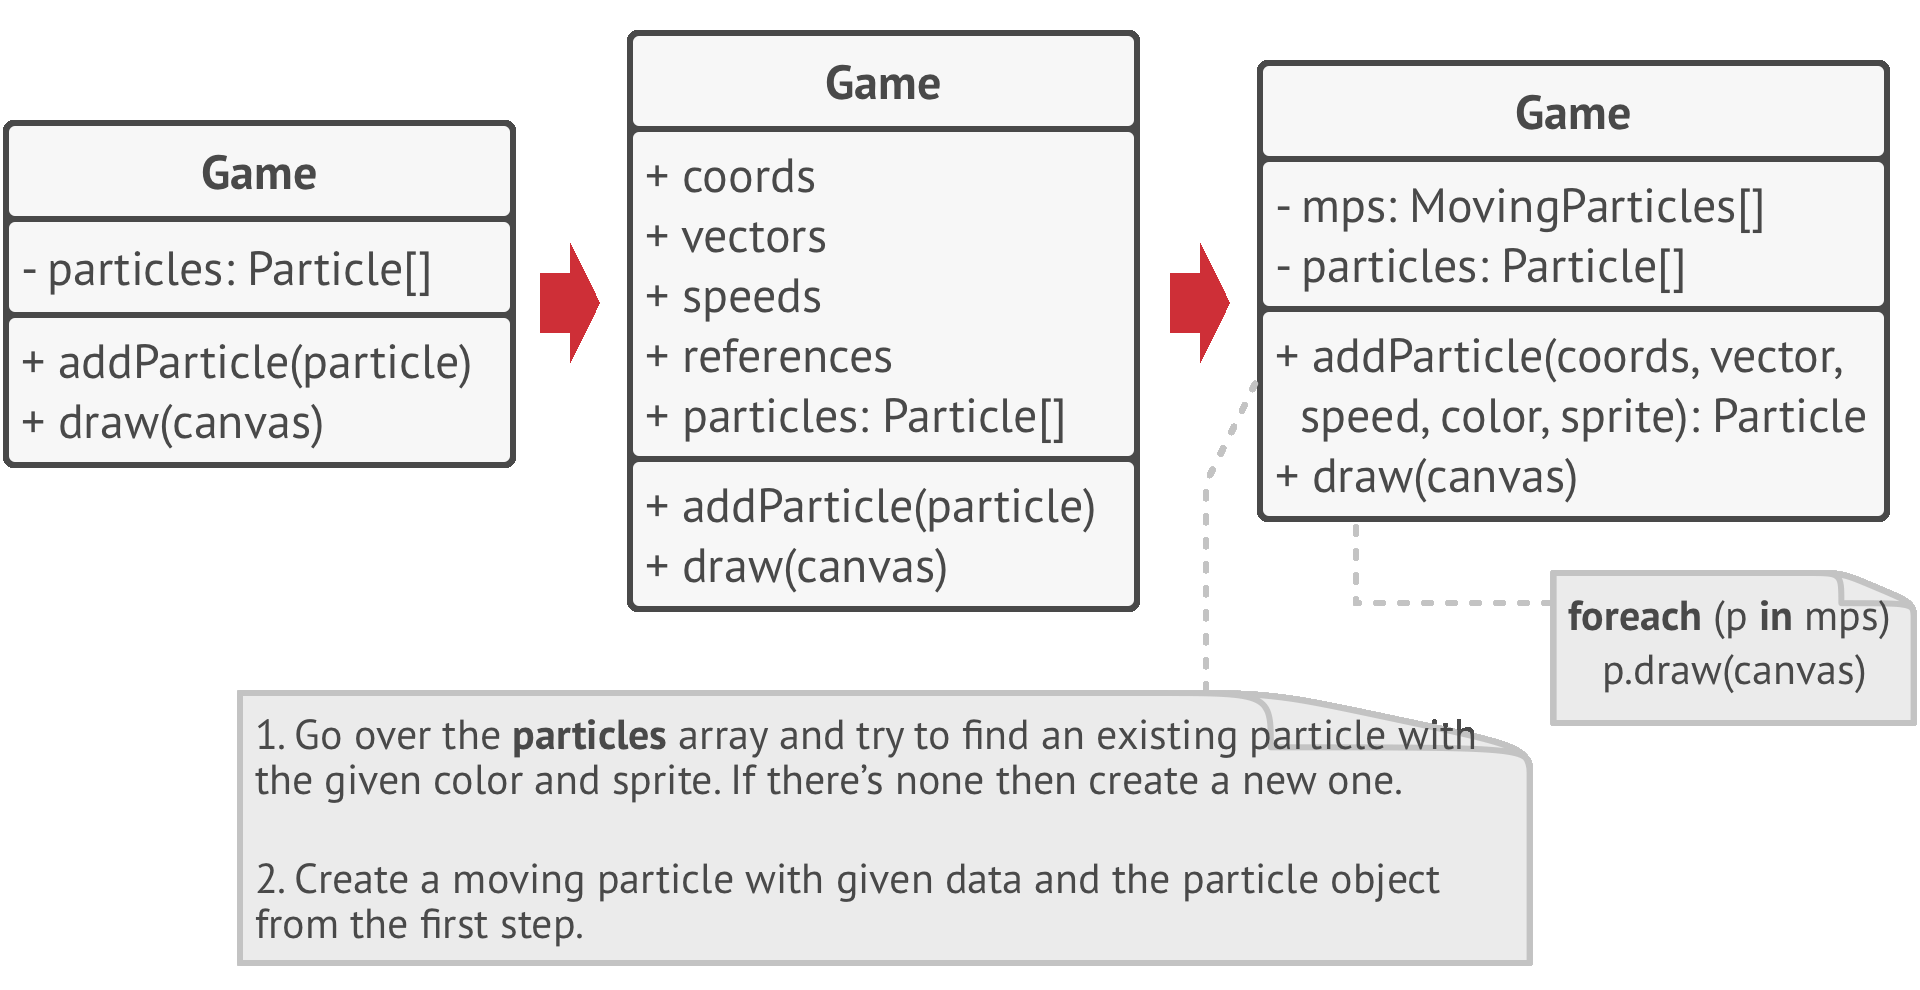 Game
- particles: Particle[]
+ addParticle(particle)
+ draw(canvas)
Game
+ coords
+ vectors
+ speeds
+ references
+ particles: Particle[]
+ addParticle(particle)
+ draw(canvas)
Game
- mps: MovingParticles[]
- particles: Particle[]
+ addParticle(coords, vector,
speed, color, sprite): Particle
+ draw(canvas)
foreach (p in mps)
p.draw(canvas)
1. Go over the particles array and try to find an existing particle with
the given color and sprite. If there’s none then create a new one.
2. Create a moving particle with given data and the particle object
from the first step.